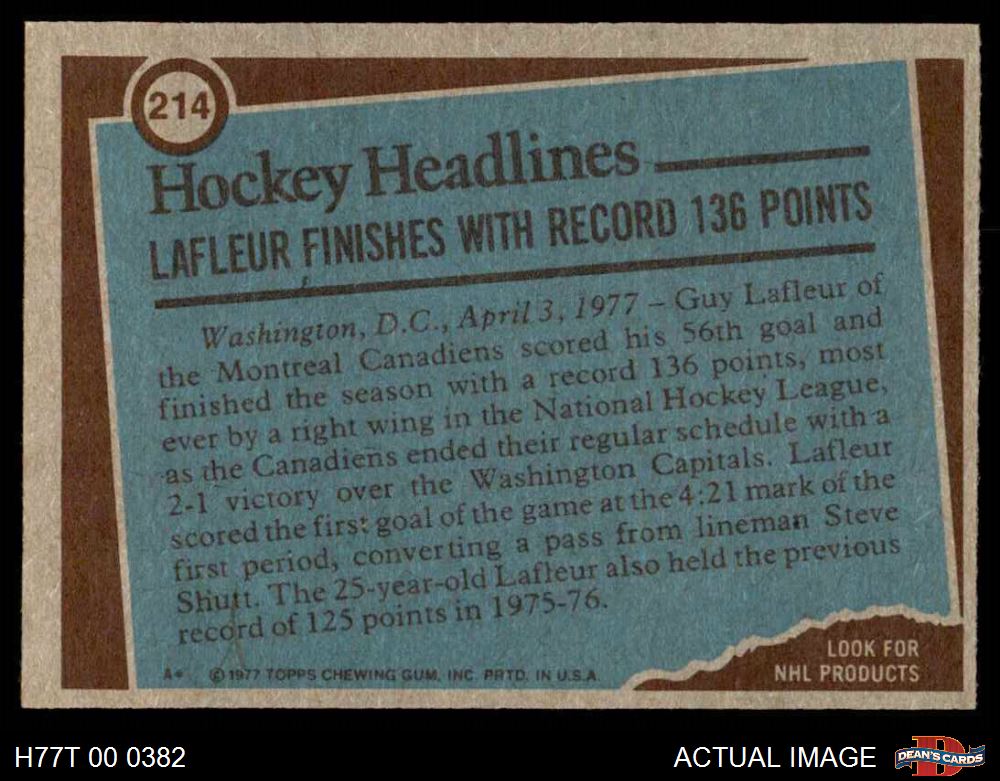 214
Hockey Headlines
LAFLEUR FINISHES WITH RECORD 136 POINTS
Washington, D.C., April 3, 1977 – Guy Lafleur of
the Montreal Canadiens scored his 56th goal and
finished the season with a record 136 points, most
ever by a right wing in the National Hockey League,
as the Canadiens ended their regular schedule with a
2-1 victory over the Washington Capitals. Lafleur
scored the first goal of the game at the 4:21 mark of the
first period, converting a pass from lineman Steve
Shutt. The 25-year-old Lafleur also held the previous
record of 125 points in 1975-76.
LOOK FOR
NHL PRODUCTS
A* © 1977 TOPPS CHEWING GUM, INC. PRTD. IN U.S.A.
H77T 00 0382
ACTUAL IMAGE
D
DEAN'S CARDS